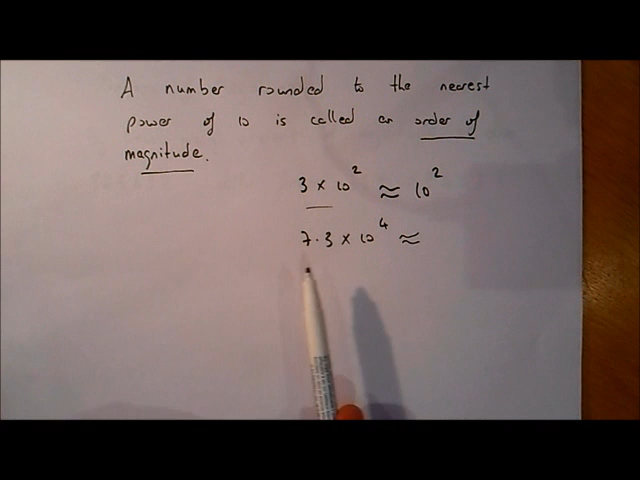 A number rounded to the nearest
power of 10 is called an order of
magnitude.
3 × 10² ≈ 10²
7.3 × 10⁴ ≈